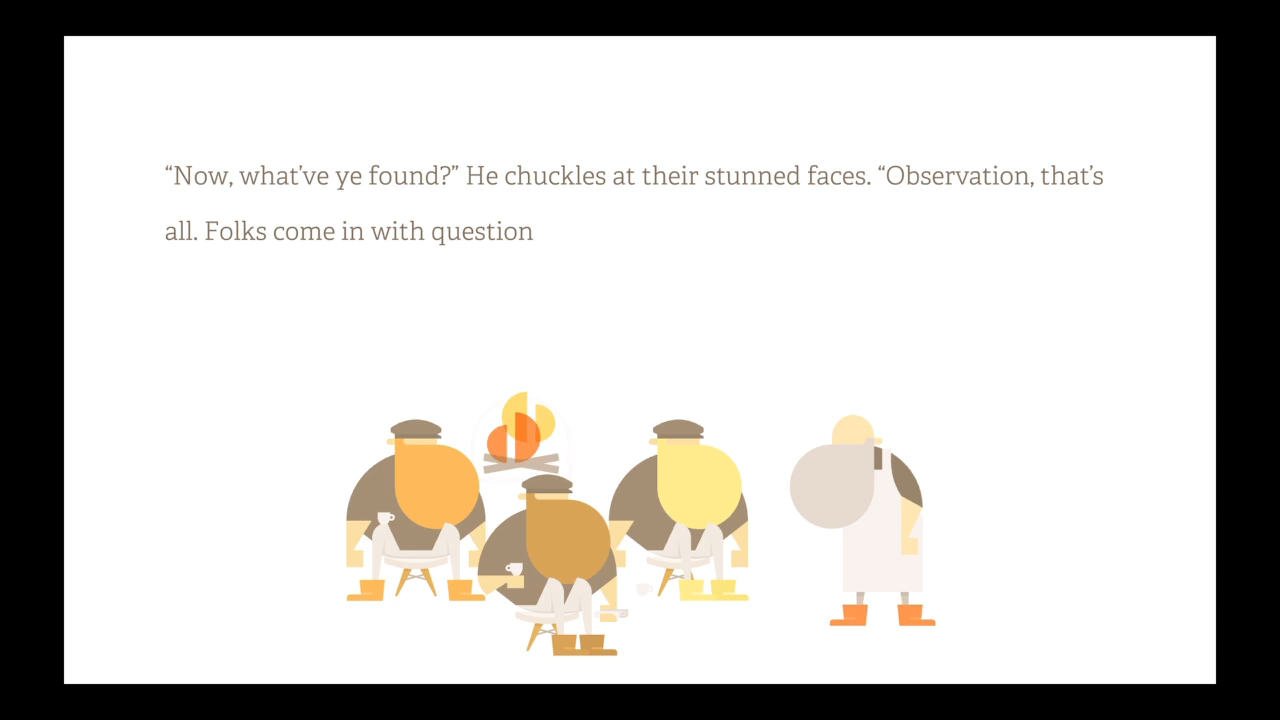 “Now, what’ve ye found?” He chuckles at their stunned faces. “Observation, that’s
all. Folks come in with question